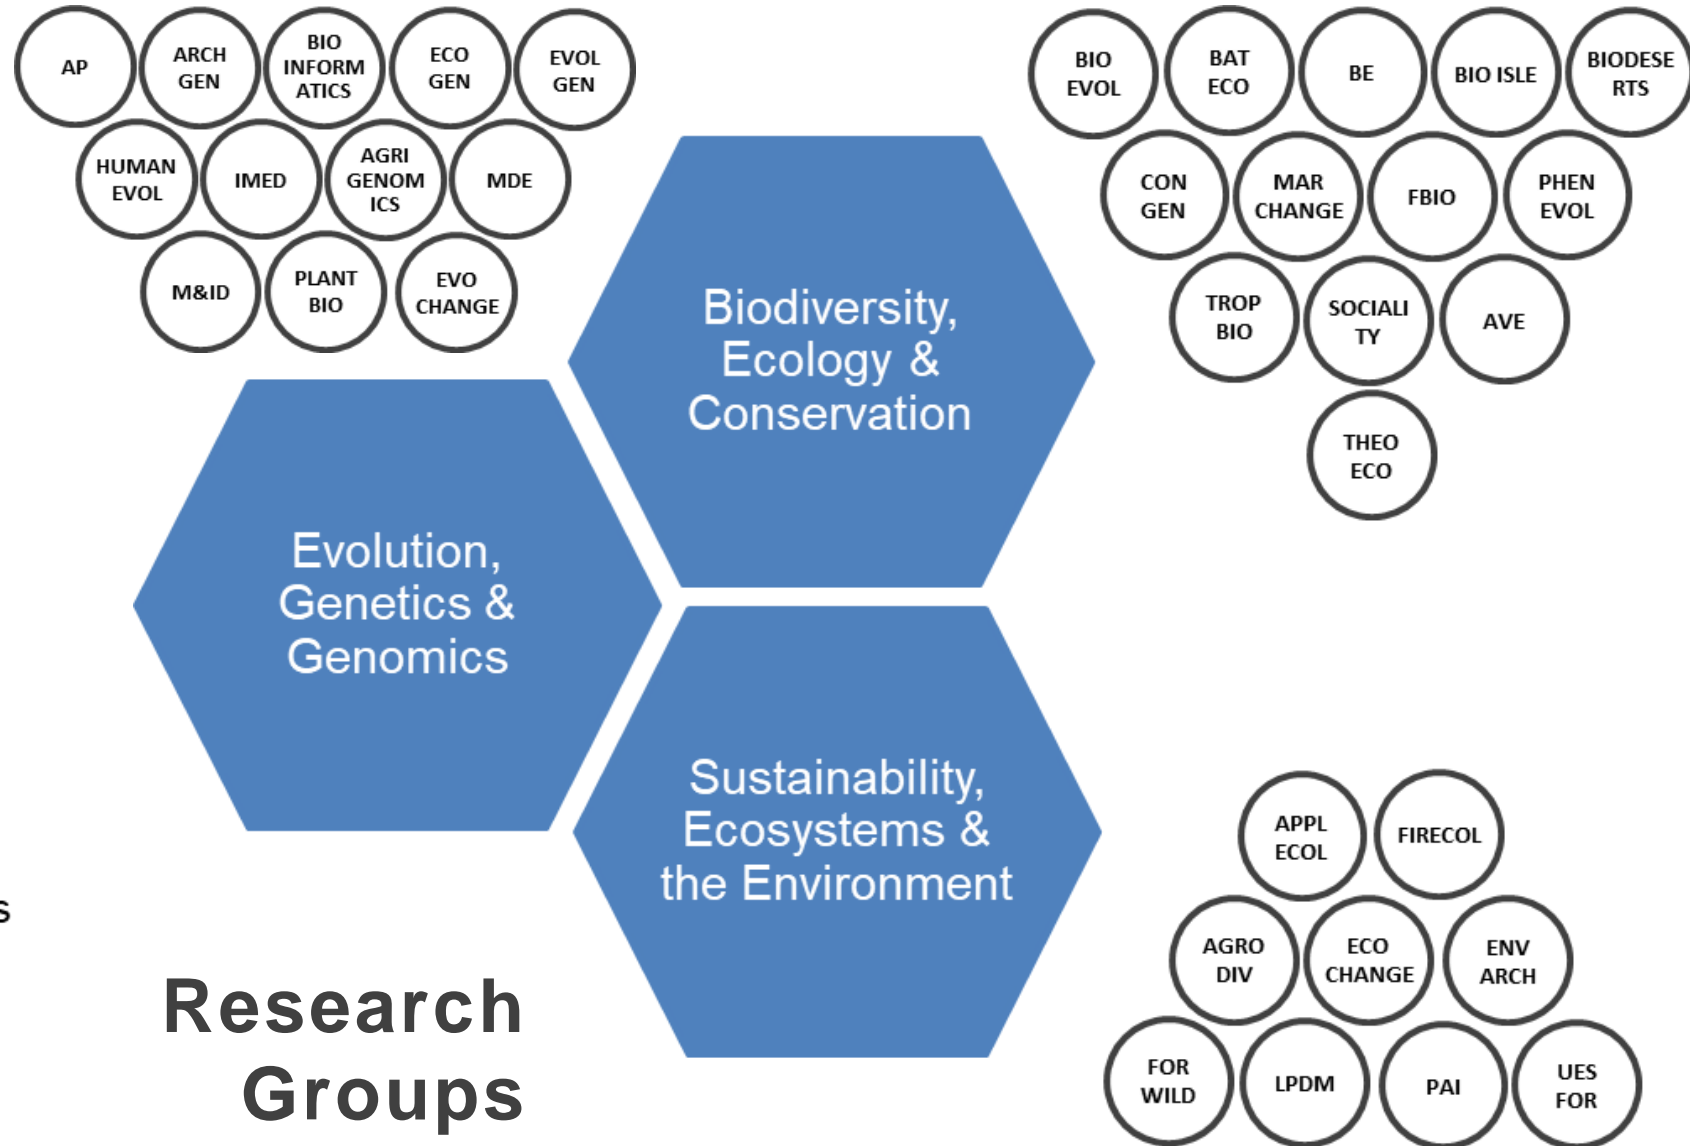 AP
ARCH
GEN
BIO
INFORM
ATICS
ECO
GEN
EVOL
GEN
HUMAN
EVOL
IMED
AGRI
GENOM
ICS
MDE
M&ID
PLANT
BIO
EVO
CHANGE
BIO
EVOL
BAT
ECO
BE
BIO ISLE
BIODESE
RTS
CON
GEN
MAR
CHANGE
FBIO
PHEN
EVOL
TROP
BIO
SOCIALI
TY
AVE
THEO
ECO
Biodiversity,
Ecology &
Conservation
Evolution,
Genetics &
Genomics
Sustainability,
Ecosystems &
the Environment
APPL
ECOL
FIRECOL
AGRO
DIV
ECO
CHANGE
ENV
ARCH
FOR
WILD
LPDM
PAI
UES
FOR
s
Research
Groups